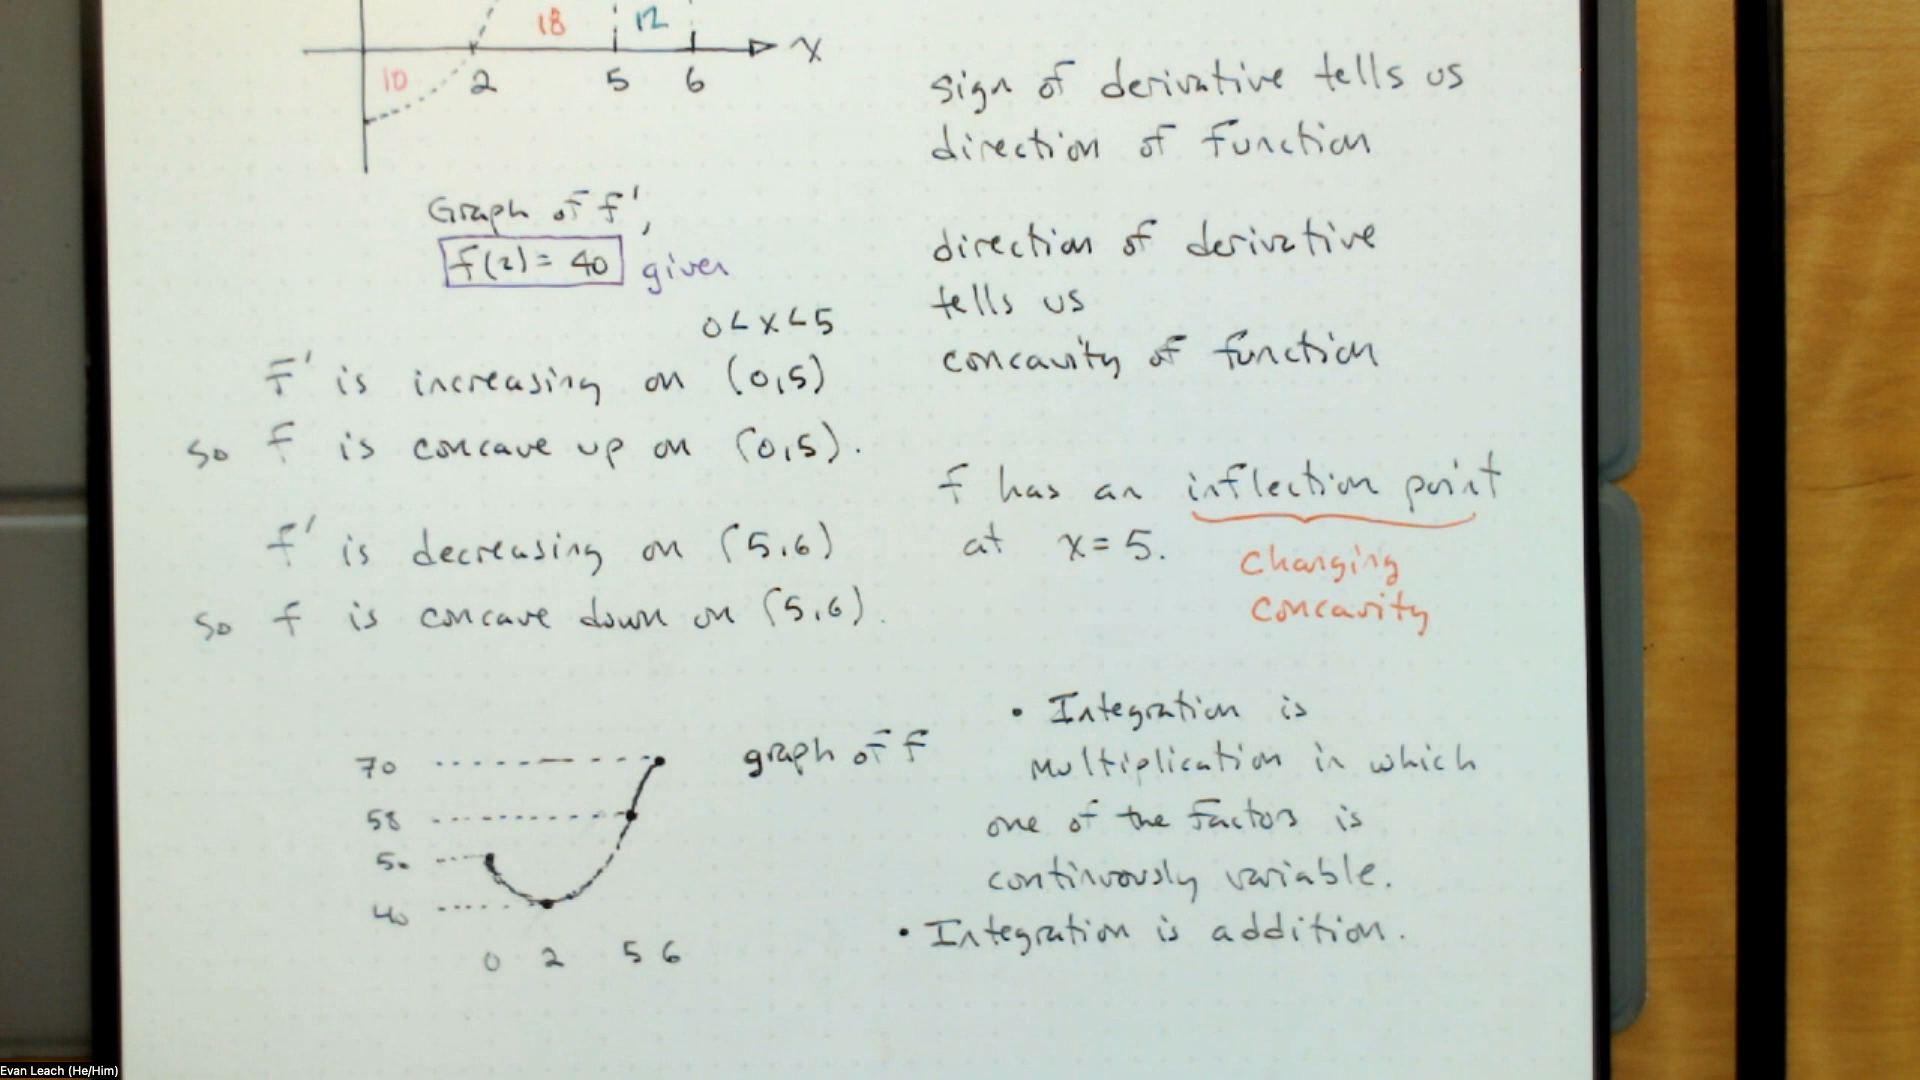 18 12
x
10 2 5 6
Graph of f',
f(2) = 40 given
0<x<5
f' is increasing on (0,5)
so f is concave up on (0,5).
f' is decreasing on (5,6)
so f is concave down on (5,6).
70
58
50
40
0 2 5 6
graph of f
sign of derivative tells us
direction of function
direction of derivative
tells us
concavity of function
f has an inflection point
at x = 5.
changing
concavity
• Integration is
multiplication in which
one of the factors is
continuously variable.
• Integration is addition.
Evan Leach (He/Him)